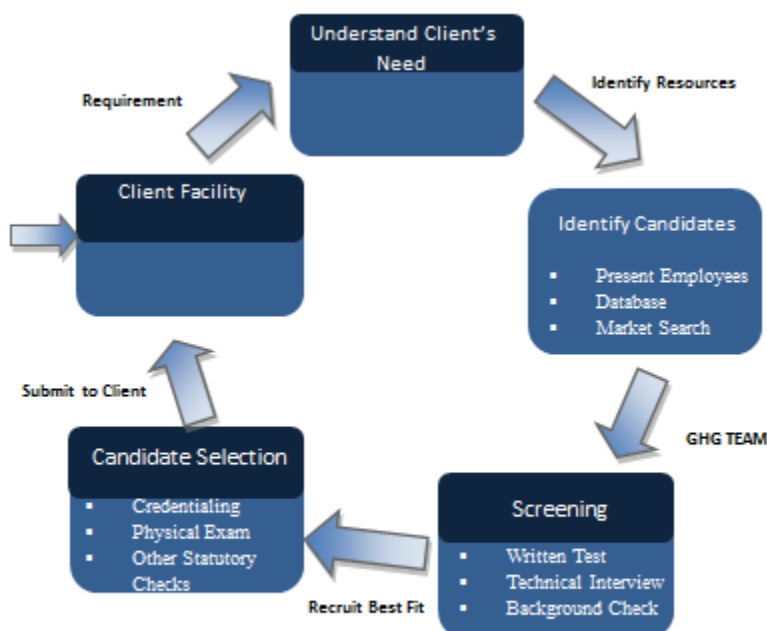 Understand Client's
Need
Identify Resources
Requirement
Client Facility
Identify Candidates
▪ Present Employees
▪ Database
▪ Market Search
GHG TEAM
Screening
▪ Written Test
▪ Technical Interview
▪ Background Check
Recruit Best Fit
Candidate Selection
▪ Credentialing
▪ Physical Exam
▪ Other Statutory
Checks
Submit to Client